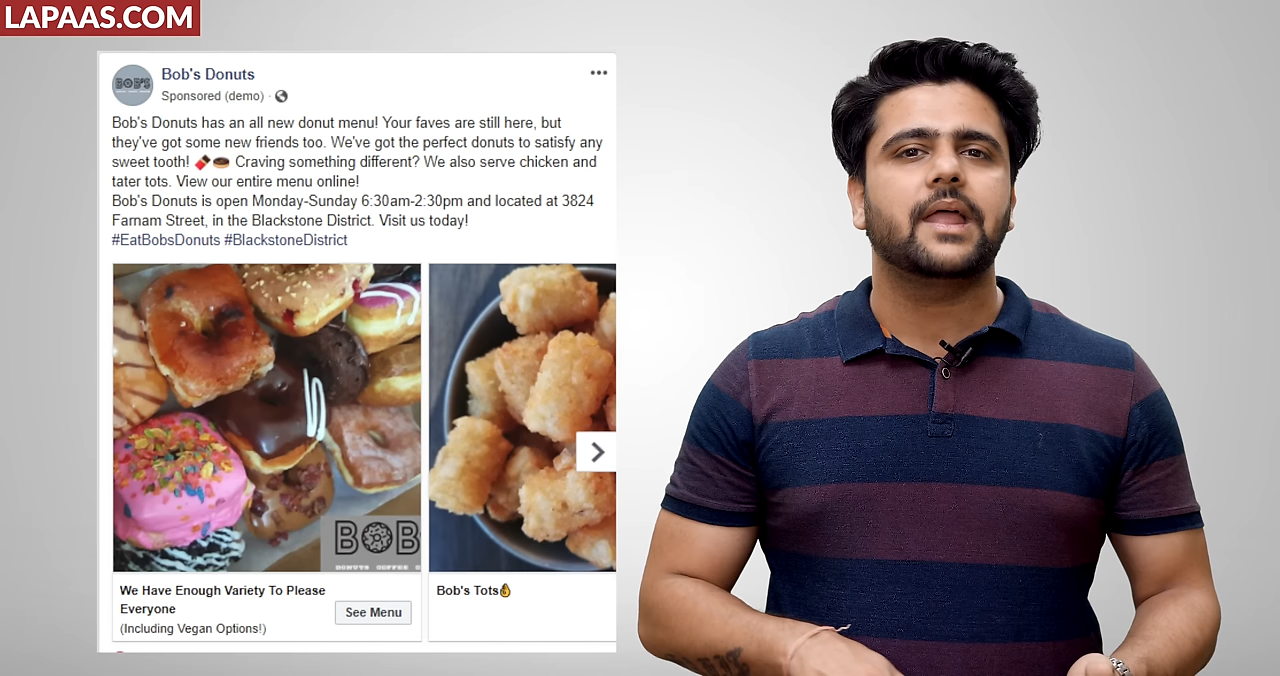 LAPAAS.COM
Bob's Donuts
Sponsored (demo) ·
Bob's Donuts has an all new donut menu! Your faves are still here, but
they've got some new friends too. We've got the perfect donuts to satisfy any
sweet tooth! 🍫🍩 Craving something different? We also serve chicken and
tater tots. View our entire menu online!
Bob's Donuts is open Monday-Sunday 6:30am-2:30pm and located at 3824
Farnam Street, in the Blackstone District. Visit us today!
#EatBobsDonuts #BlackstoneDistrict
BOB
DONUTS COFFEE
We Have Enough Variety To Please
Everyone
(Including Vegan Options!)
See Menu
Bob's Tots